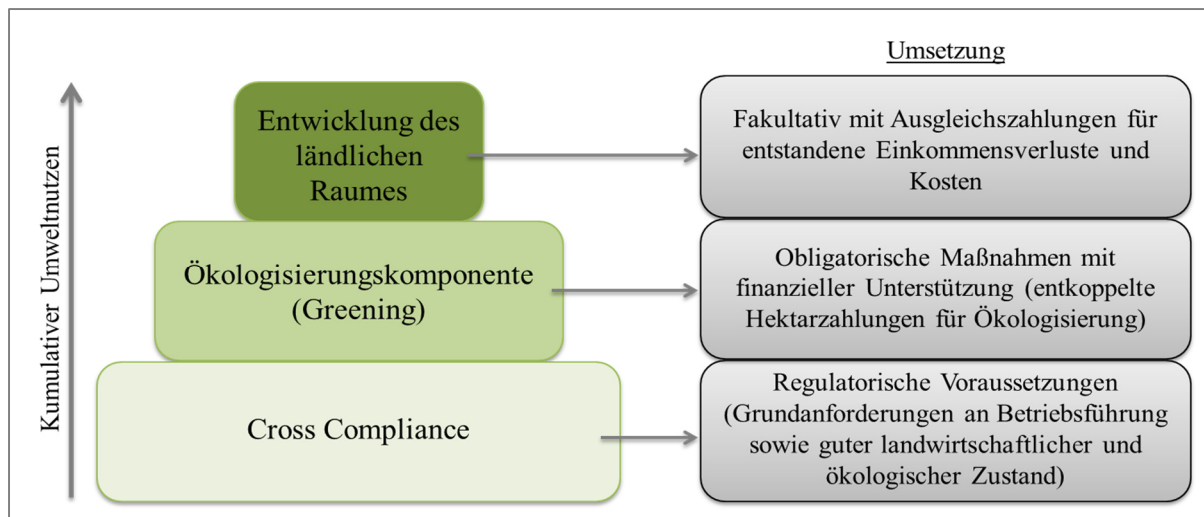 Umsetzung
Kumulativer Umweltnutzen
Entwicklung des
ländlichen
Raumes
Fakultativ mit Ausgleichszahlungen für
entstandene Einkommensverluste und
Kosten
Ökologisierungskomponente
(Greening)
Obligatorische Maßnahmen mit
finanzieller Unterstützung (entkoppelte
Hektarzahlungen für Ökologisierung)
Cross Compliance
Regulatorische Voraussetzungen
(Grundanforderungen an Betriebsführung
sowie guter landwirtschaftlicher und
ökologischer Zustand)